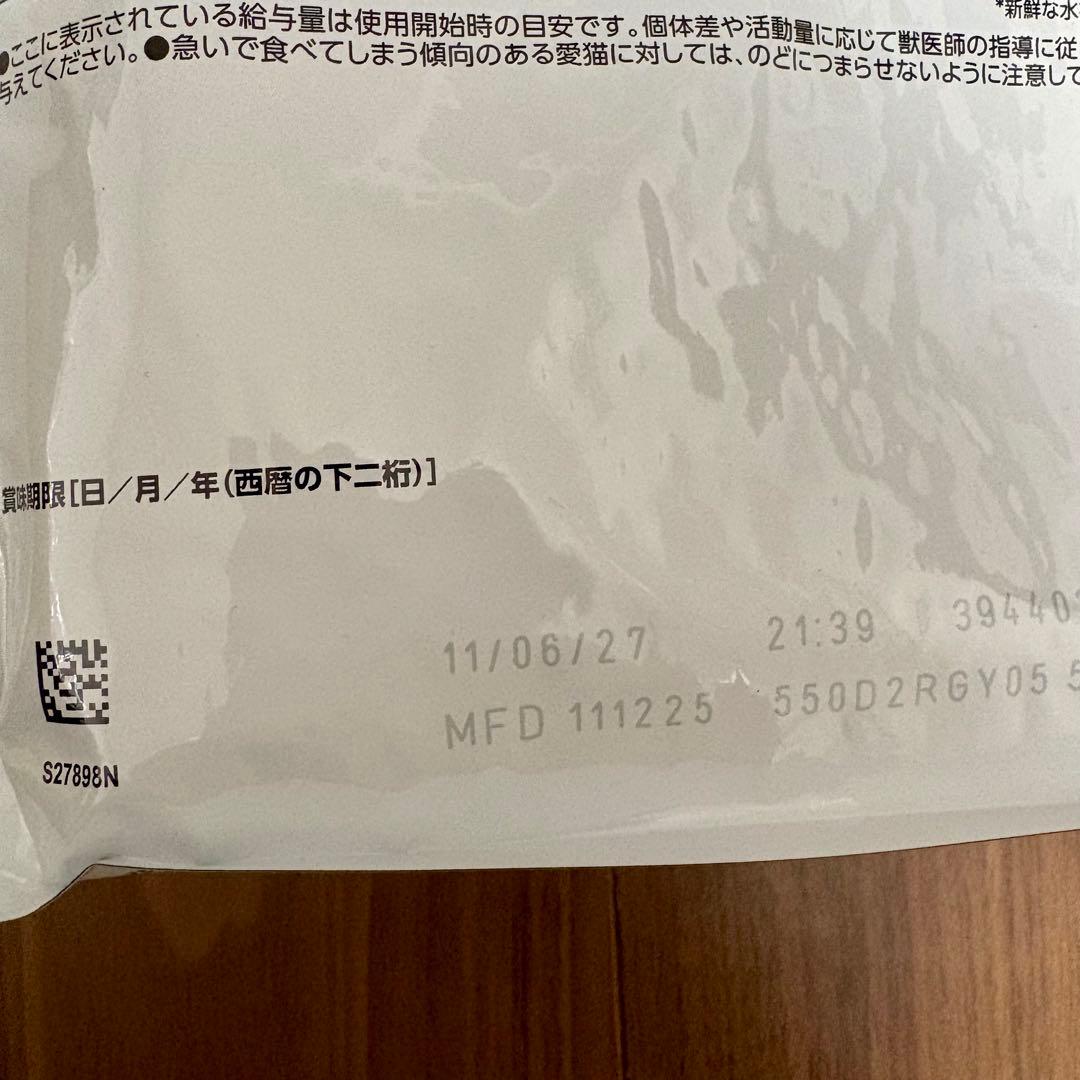 *新鮮な水
●ここに表示されている給与量は使用開始時の目安です。個体差や活動量に応じて獣医師の指導に従
与えてください。●急いで食べてしまう傾向のある愛猫に対しては、のどにつまらせないように注意して
賞味期限[日／月／年(西暦の下二桁)]
11/06/27 21:39 394403
MFD 111225 550D2RGY05 5
S27898N